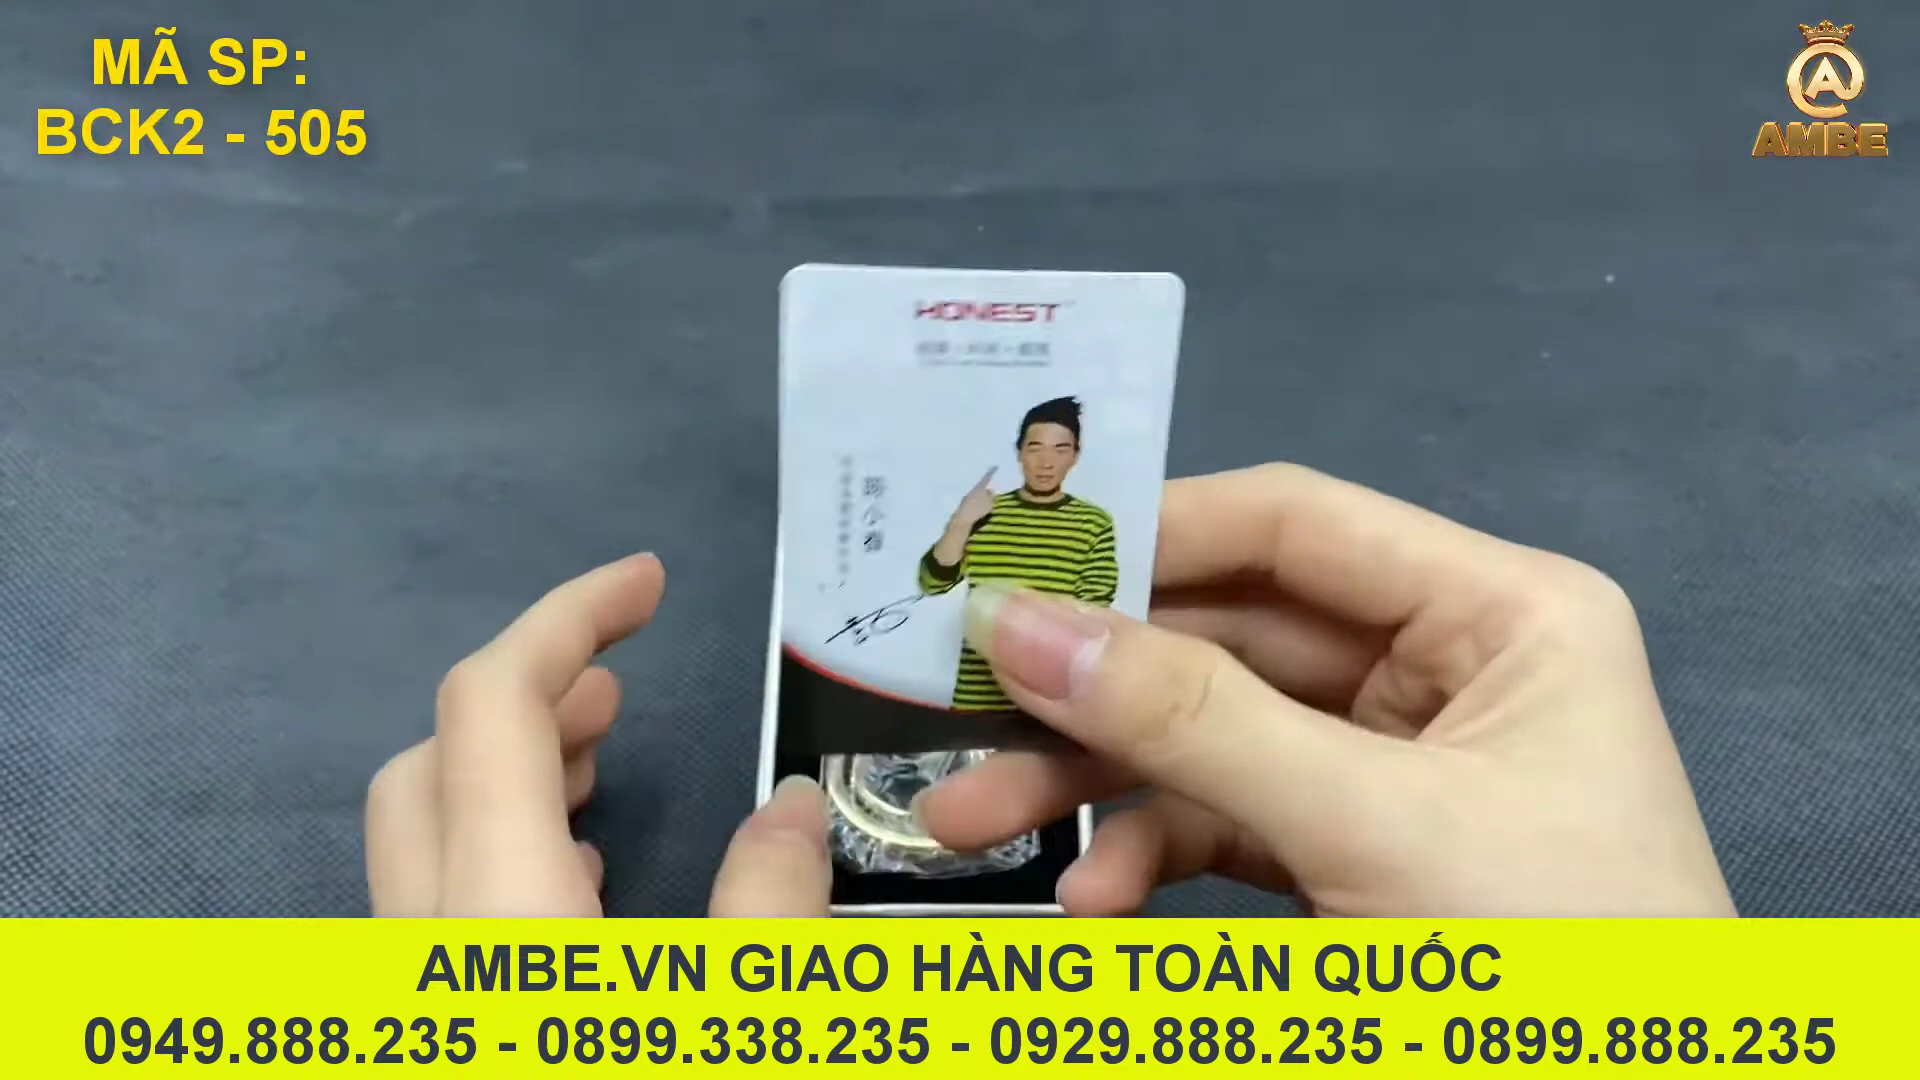 MÃ SP:
BCK2 - 505
AMBE
HONEST
AMBE.VN GIAO HÀNG TOÀN QUỐC
0949.888.235 - 0899.338.235 - 0929.888.235 - 0899.888.235